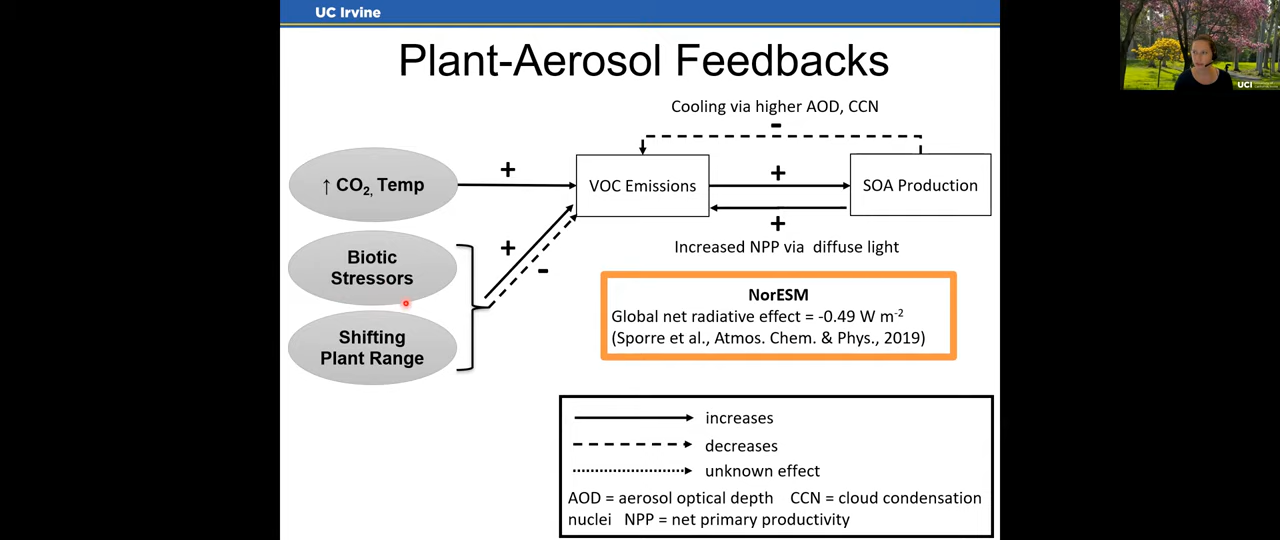 UC Irvine
Plant-Aerosol Feedbacks
Cooling via higher AOD, CCN
-
↑ CO2, Temp
+
VOC Emissions
+
SOA Production
+
Increased NPP via diffuse light
Biotic
Stressors
+
-
Shifting
Plant Range
NorESM
Global net radiative effect = -0.49 W m-2
(Sporre et al., Atmos. Chem. & Phys., 2019)
increases
decreases
unknown effect
AOD = aerosol optical depth CCN = cloud condensation
nuclei NPP = net primary productivity
UCI